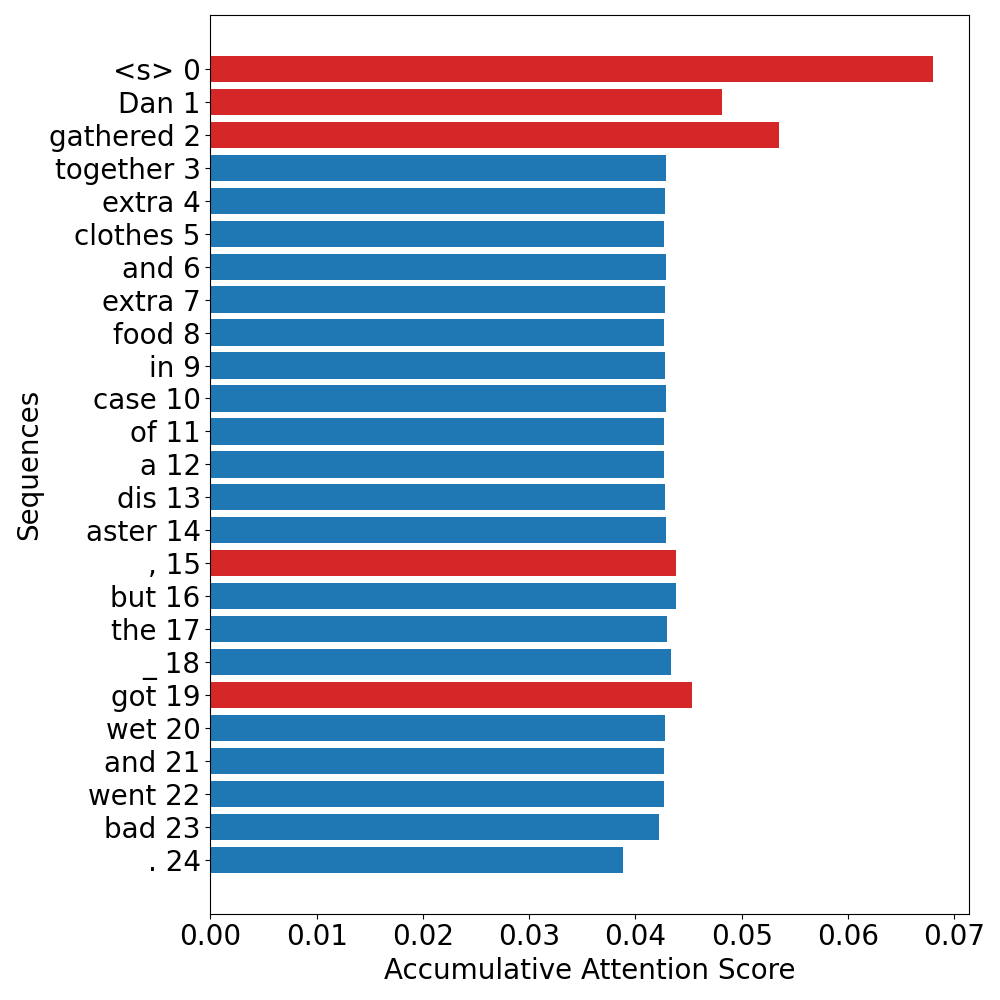 <s> 0
Dan 1
gathered 2
together 3
extra 4
clothes 5
and 6
extra 7
food 8
in 9
case 10
of 11
a 12
dis 13
aster 14
, 15
but 16
the 17
_ 18
got 19
wet 20
and 21
went 22
bad 23
. 24
Sequences
0.00 0.01 0.02 0.03 0.04 0.05 0.06 0.07
Accumulative Attention Score